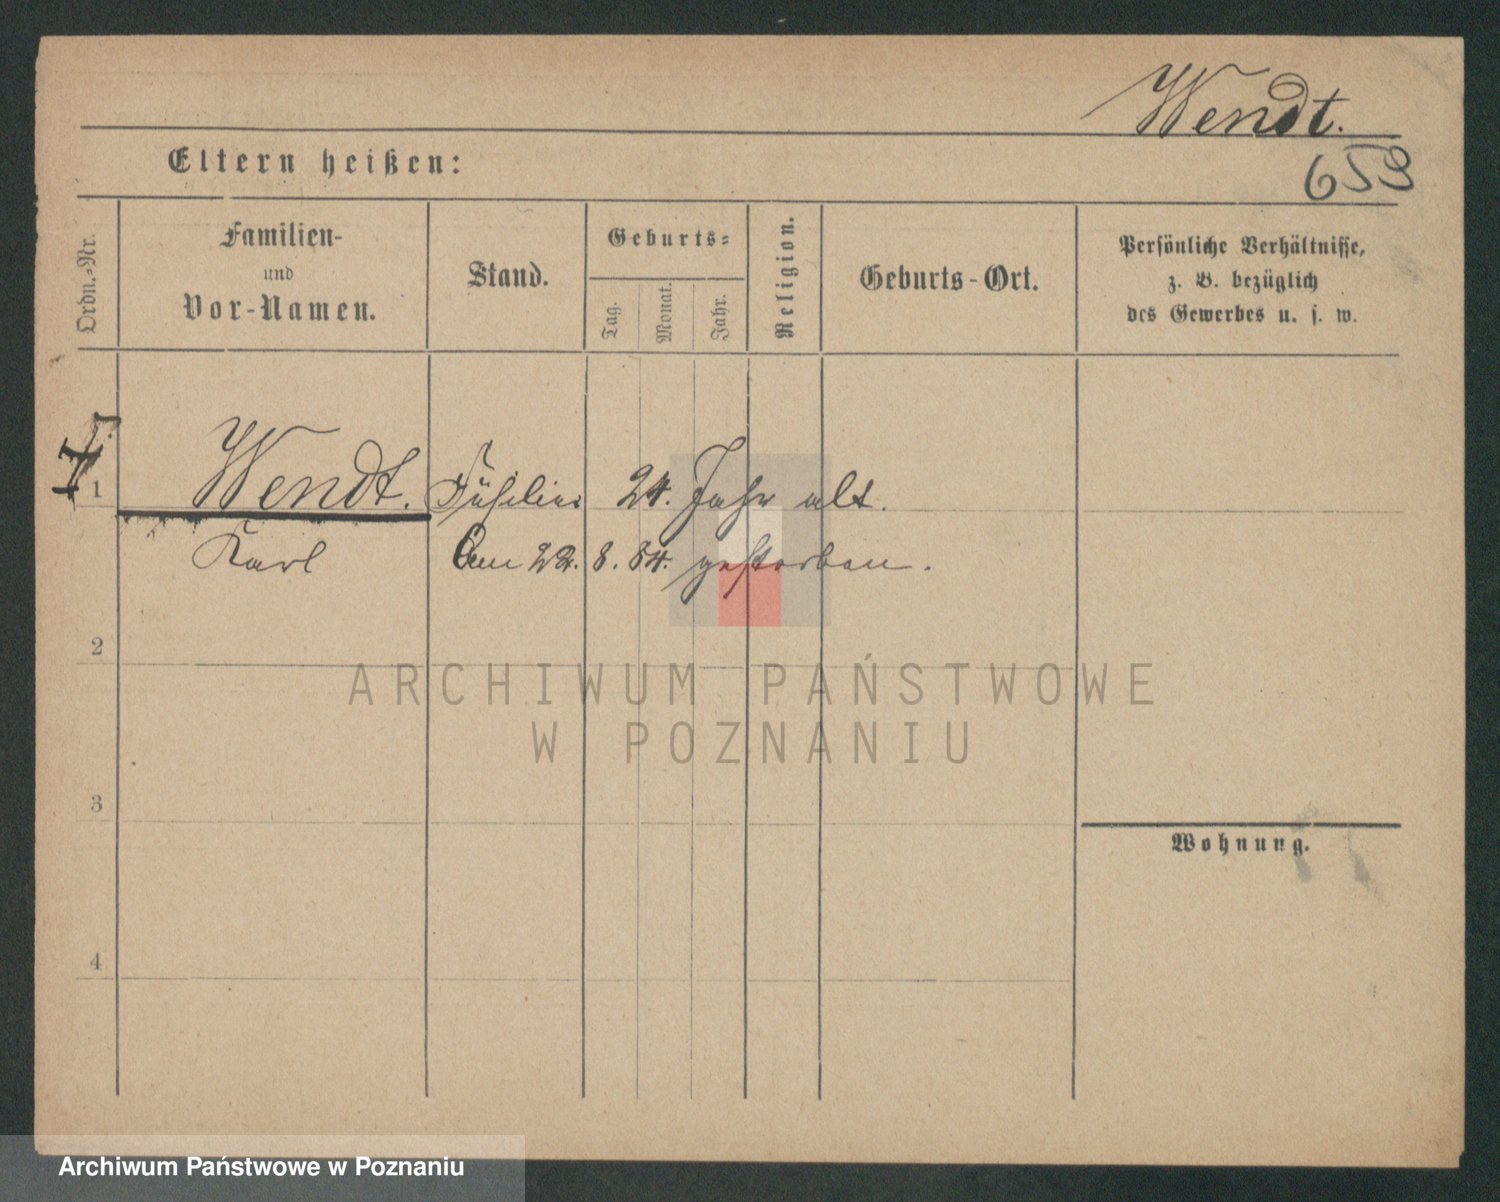 Wendt.
Eltern heißen:
653
Ordn.-Nr.
Familien-
und
Vor-Namen.
Stand.
Geburts-
Tag.
Monat.
Jahr.
Religion.
Geburts-Ort.
Persönliche Verhältnisse,
z. B. bezüglich
des Gewerbes u. s. w.
1 Wendt. Füsilier 24. Jahr alt.
Karl am 22. 8. 84. gestorben.
2
ARCHIWUM PAŃSTWOWE
W POZNANIU
3
Wohnung.
4
Archiwum Państwowe w Poznaniu